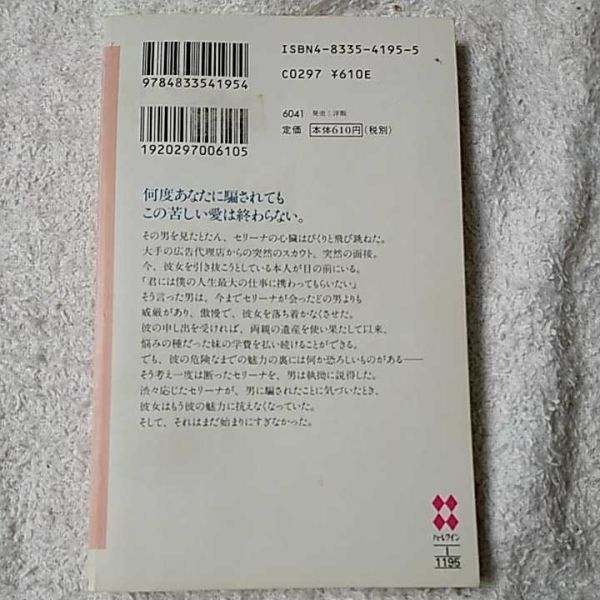 ISBN4-8335-4195-5
9784833541954
C0297 ¥610E
6041 発売：洋販
定価 本体610円(税別)
1920297006105
何度あなたに騙されても
この苦しい愛は終わらない。
その男を見たとたん、セリーナの心臓はぴくりと飛び跳ねた。
大手の広告代理店からの突然のスカウト、突然の面接。
今、彼女を引き抜こうとしている本人が目の前にいる。
「君には僕の人生最大の仕事に携わってもらいたい」
そう言った男は、今までセリーナが会ったどの男よりも
威厳があり、傲慢で、彼女を落ち着かなくさせた。
彼の申し出を受ければ、両親の遺産を使い果たして以来、
悩みの種だった妹の学費を払い続けることができる。
でも、彼の危険なまでの魅力の裏には何か恐ろしいものがある──
そう考え一度は断ったセリーナを、男は執拗に説得した。
渋々応じたセリーナが、男に騙されたことに気づいたとき、
彼女はもう彼の魅力に抗えなくなっていた。
そして、それはまだ始まりにすぎなかった。
ハーレクイン
I
1195